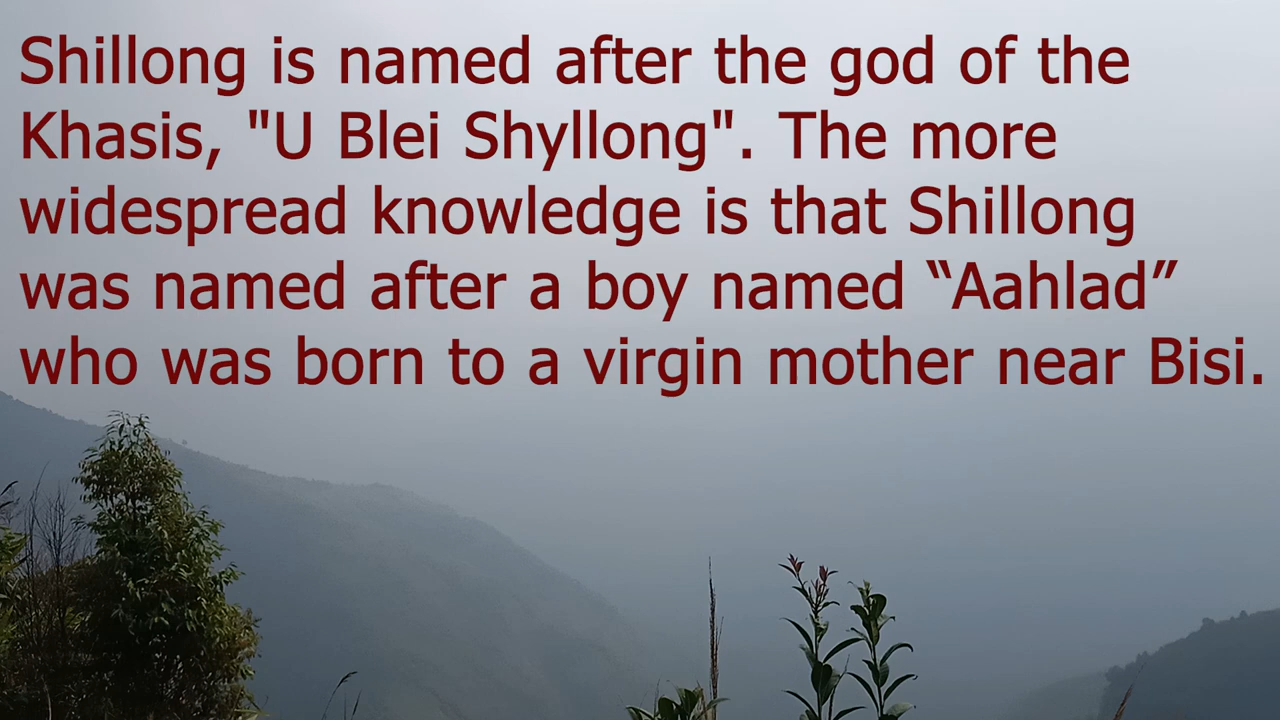 Shillong is named after the god of the
Khasis, "U Blei Shyllong". The more
widespread knowledge is that Shillong
was named after a boy named “Aahlad”
who was born to a virgin mother near Bisi.